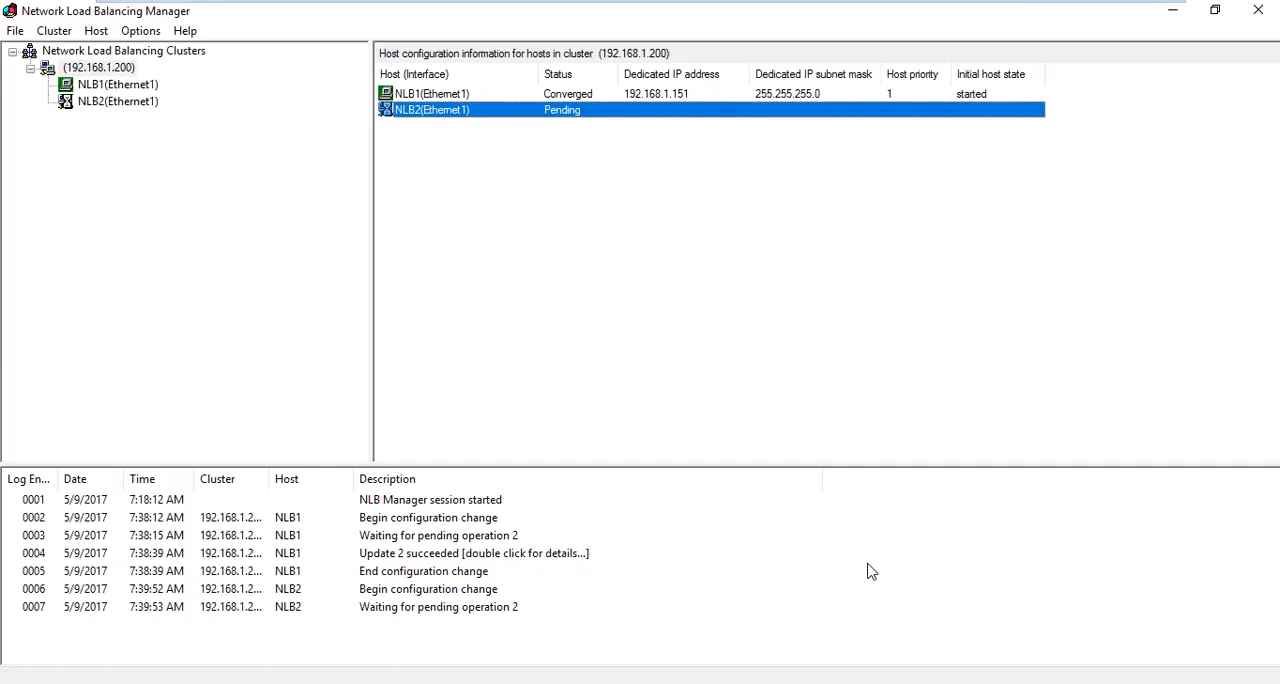 Network Load Balancing Manager
File Cluster Host Options Help
Network Load Balancing Clusters
(192.168.1.200)
NLB1(Ethernet1)
NLB2(Ethernet1)
Host configuration information for hosts in cluster (192.168.1.200)
Host (Interface) Status Dedicated IP address Dedicated IP subnet mask Host priority Initial host state
NLB1(Ethernet1) Converged 192.168.1.151 255.255.255.0 1 started
NLB2(Ethernet1) Pending
Log En... Date Time Cluster Host Description
0001 5/9/2017 7:18:12 AM NLB Manager session started
0002 5/9/2017 7:38:12 AM 192.168.1.2... NLB1 Begin configuration change
0003 5/9/2017 7:38:15 AM 192.168.1.2... NLB1 Waiting for pending operation 2
0004 5/9/2017 7:38:39 AM 192.168.1.2... NLB1 Update 2 succeeded [double click for details...]
0005 5/9/2017 7:38:39 AM 192.168.1.2... NLB1 End configuration change
0006 5/9/2017 7:39:52 AM 192.168.1.2... NLB2 Begin configuration change
0007 5/9/2017 7:39:53 AM 192.168.1.2... NLB2 Waiting for pending operation 2